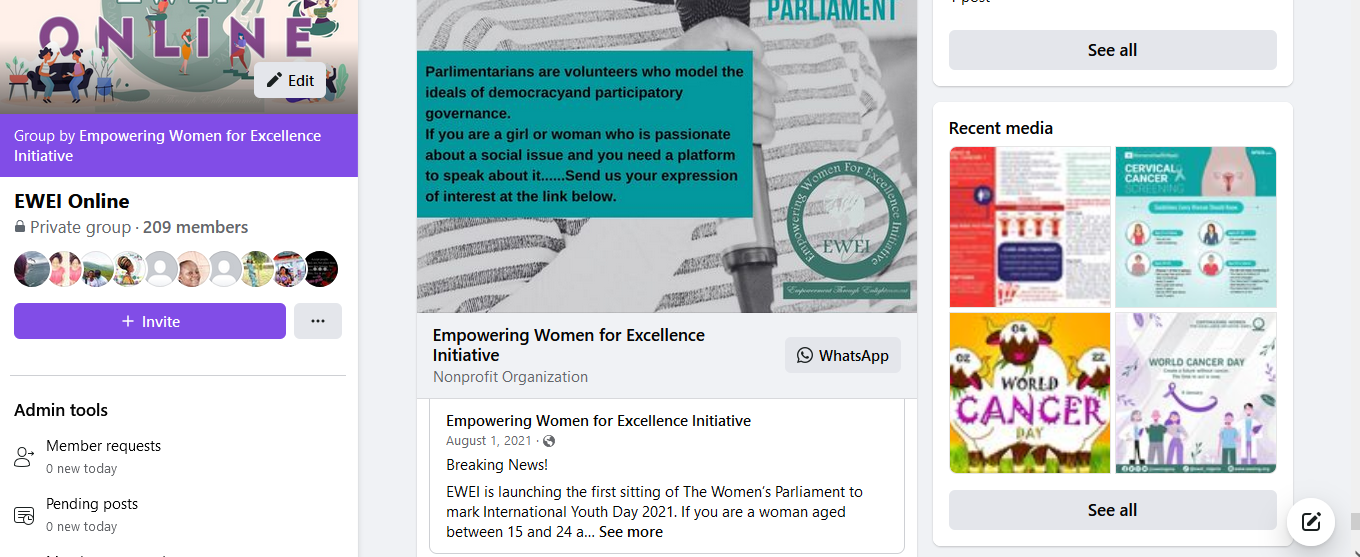 ONLINE
Edit
Group by Empowering Women for Excellence
Initiative
EWEI Online
Private group · 209 members
+ Invite
...
Admin tools
Member requests
0 new today
Pending posts
0 new today
PARLIAMENT
Parlimentarians are volunteers who model the
ideals of democracyand participatory
governance.
If you are a girl or woman who is passionate
about a social issue and you need a platform
to speak about it......Send us your expression
of interest at the link below.
Empowering Women For Excellence Initiative
EWEI
Empowerment Through Enlightenment
Empowering Women for Excellence
Initiative
Nonprofit Organization
WhatsApp
Empowering Women for Excellence Initiative
August 1, 2021 ·
Breaking News!
EWEI is launching the first sitting of The Women's Parliament to
mark International Youth Day 2021. If you are a woman aged
between 15 and 24 a... See more
post
See all
Recent media
CERVICAL
CANCER
SCREENING
04
02
22
WORLD
CANCER
DAY
WORLD CANCER DAY
See all